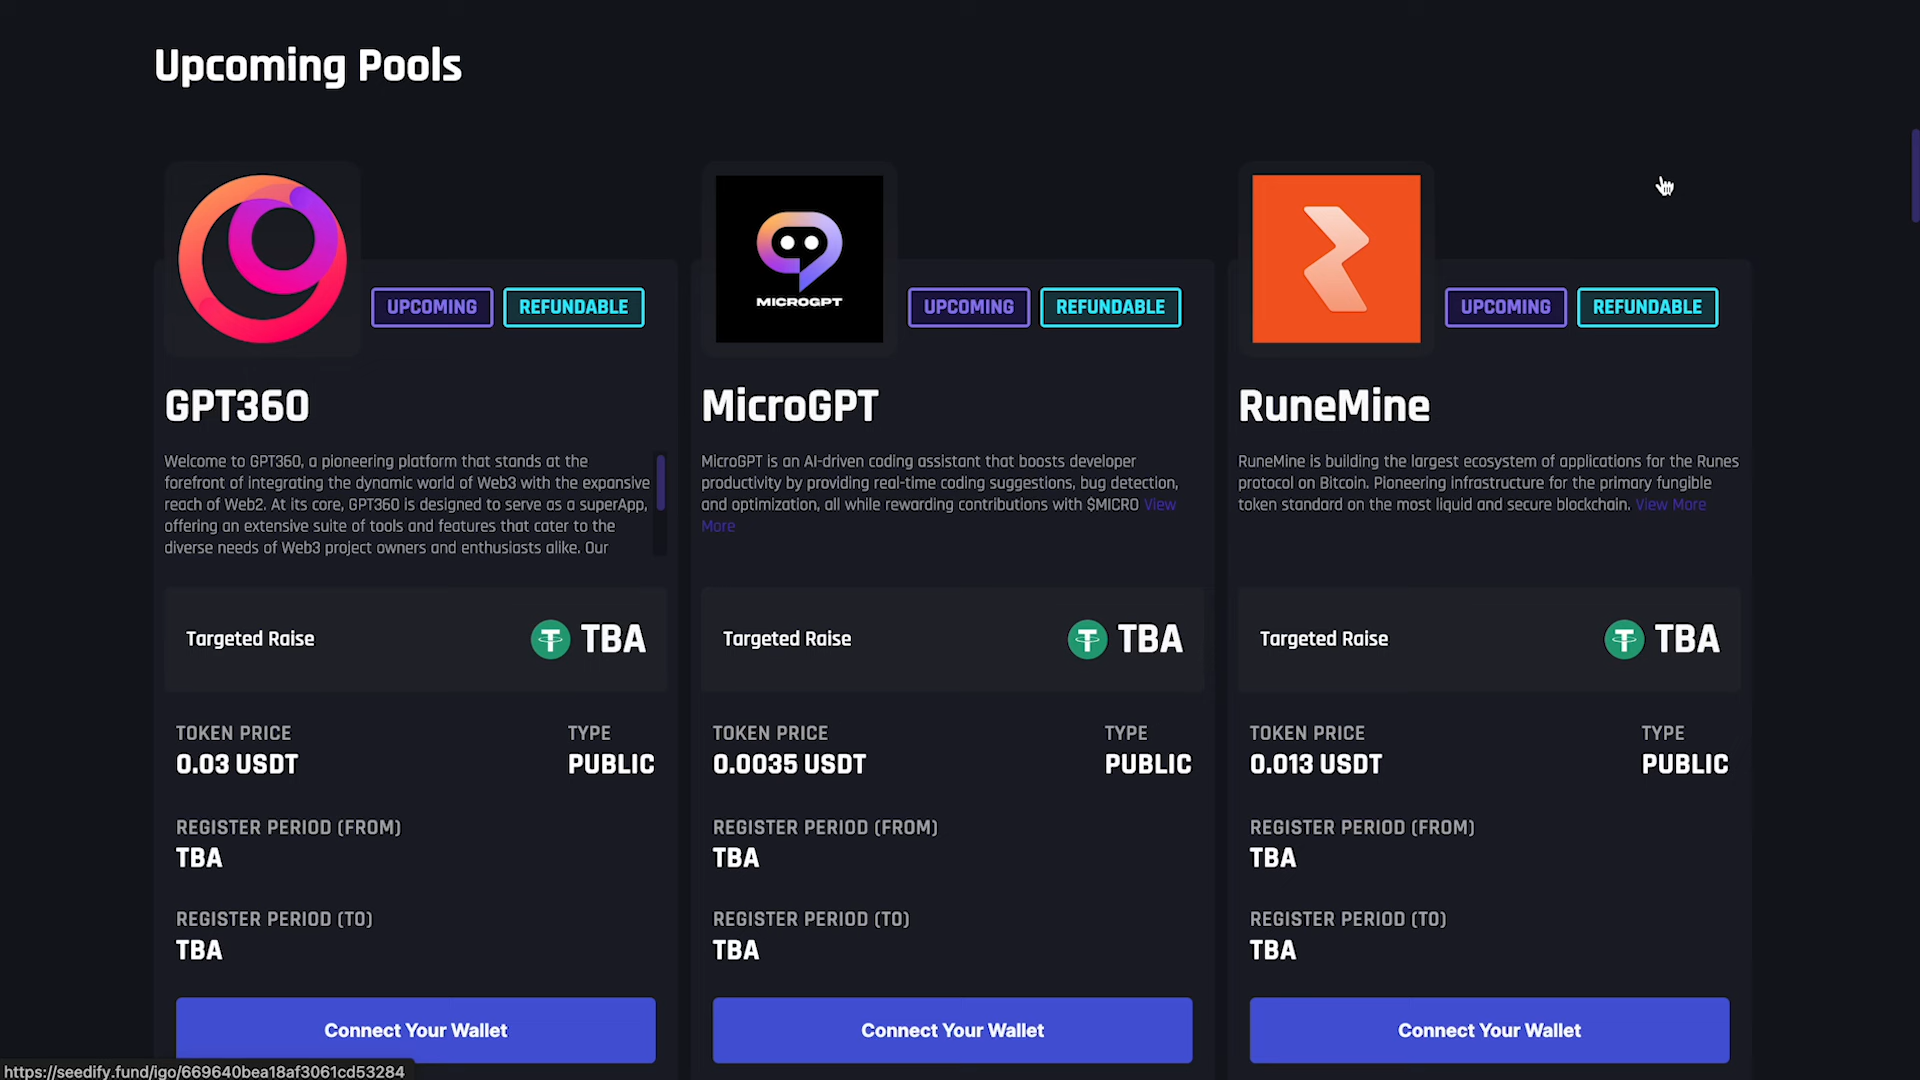 Upcoming Pools
UPCOMING
REFUNDABLE
GPT360
Welcome to GPT360, a pioneering platform that stands at the
forefront of integrating the dynamic world of Web3 with the expansive
reach of Web2. At its core, GPT360 is designed to serve as a superApp,
offering an extensive suite of tools and features that cater to the
diverse needs of Web3 project owners and enthusiasts alike. Our
Targeted Raise
TBA
TOKEN PRICE
0.03 USDT
TYPE
PUBLIC
REGISTER PERIOD (FROM)
TBA
REGISTER PERIOD (TO)
TBA
Connect Your Wallet
MICROGPT
UPCOMING
REFUNDABLE
MicroGPT
MicroGPT is an AI-driven coding assistant that boosts developer
productivity by providing real-time coding suggestions, bug detection,
and optimization, all while rewarding contributions with $MICRO View
More
Targeted Raise
TBA
TOKEN PRICE
0.0035 USDT
TYPE
PUBLIC
REGISTER PERIOD (FROM)
TBA
REGISTER PERIOD (TO)
TBA
Connect Your Wallet
UPCOMING
REFUNDABLE
RuneMine
RuneMine is building the largest ecosystem of applications for the Runes
protocol on Bitcoin. Pioneering infrastructure for the primary fungible
token standard on the most liquid and secure blockchain. View More
Targeted Raise
TBA
TOKEN PRICE
0.013 USDT
TYPE
PUBLIC
REGISTER PERIOD (FROM)
TBA
REGISTER PERIOD (TO)
TBA
Connect Your Wallet
https://seedify.fund/igo/669640bea18af3061cd53284